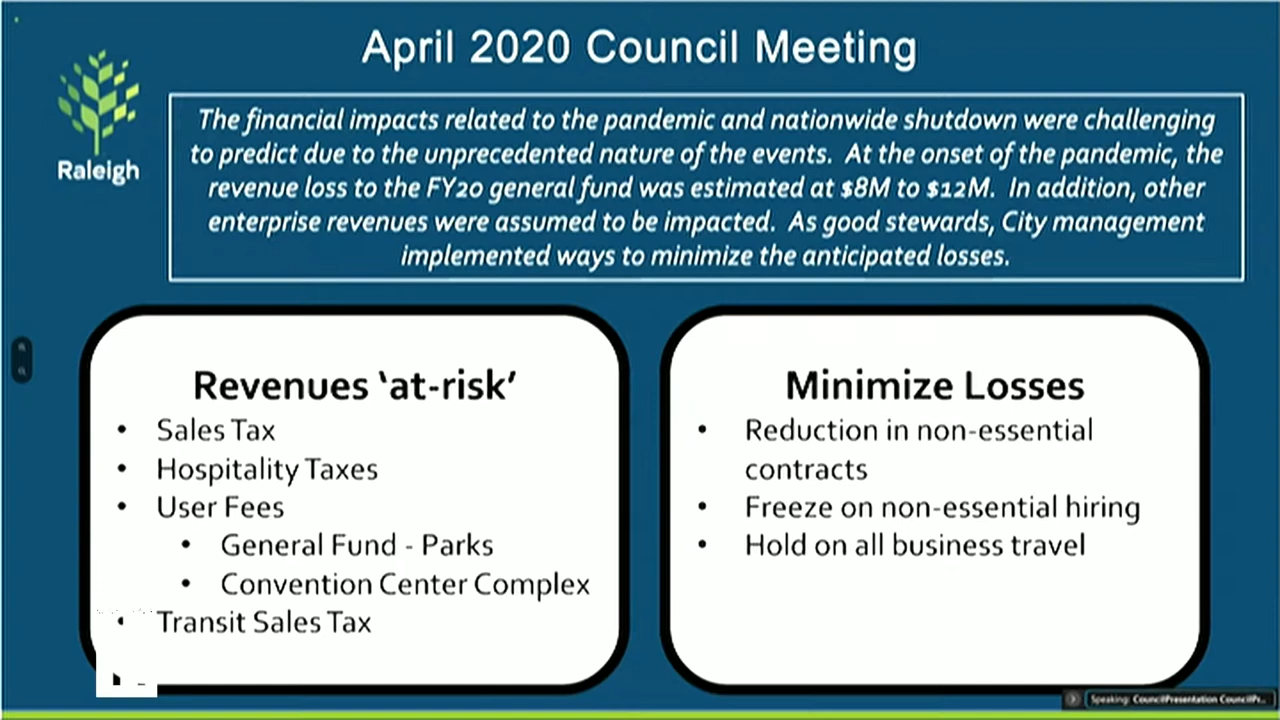 April 2020 Council Meeting
Raleigh
The financial impacts related to the pandemic and nationwide shutdown were challenging
to predict due to the unprecedented nature of the events. At the onset of the pandemic, the
revenue loss to the FY20 general fund was estimated at $8M to $12M. In addition, other
enterprise revenues were assumed to be impacted. As good stewards, City management
implemented ways to minimize the anticipated losses.
Revenues ‘at-risk’
• Sales Tax
• Hospitality Taxes
• User Fees
• General Fund - Parks
• Convention Center Complex
• Transit Sales Tax
Minimize Losses
• Reduction in non-essential
contracts
• Freeze on non-essential hiring
• Hold on all business travel
Speaking: CouncilPresentation CouncilPr...